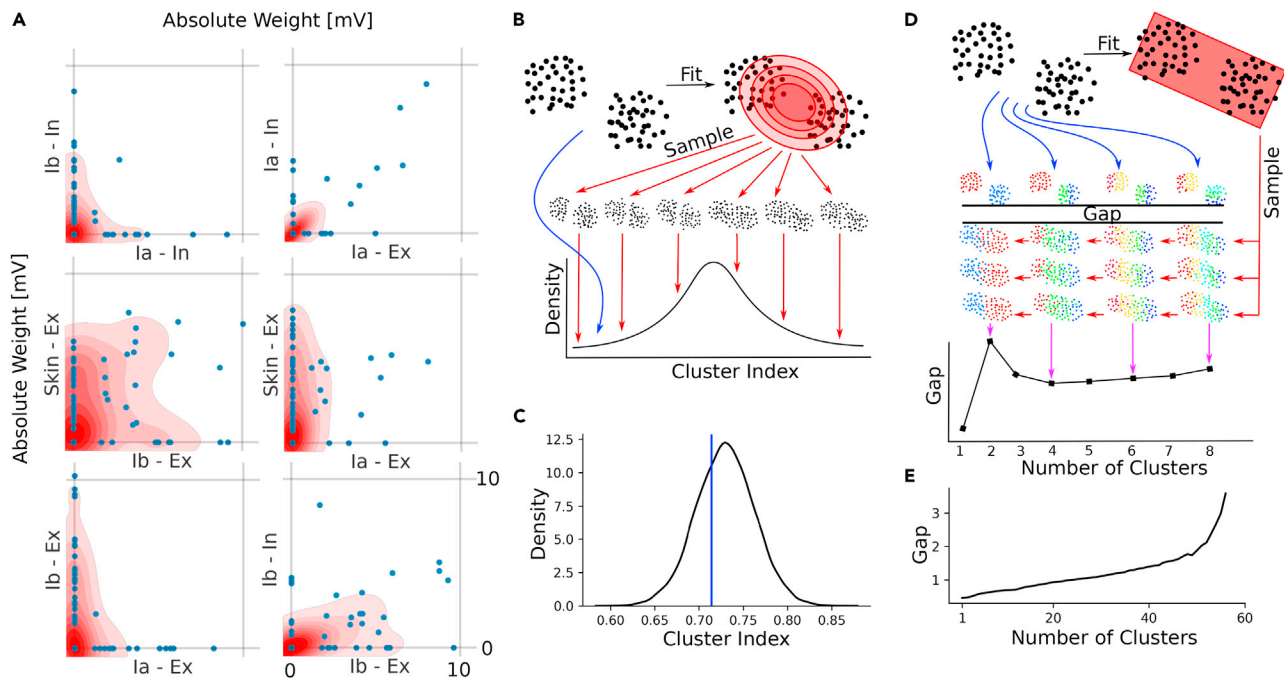 A
Absolute Weight [mV]
Absolute Weight [mV]
Ib - In
Ia - In
Ia - In
Ia - Ex
Skin - Ex
Ib - Ex
Skin - Ex
Ia - Ex
Ib - Ex
Ia - Ex
Ib - In
Ib - Ex
10
0
0
10
B
Fit
Sample
Density
Cluster Index
C
Density
12.5
10.0
7.5
5.0
2.5
0.0
0.60
0.65
0.70
0.75
0.80
0.85
Cluster Index
D
Fit
Sample
Gap
Gap
1
2
3
4
5
6
7
8
Number of Clusters
E
Gap
3
2
1
1
20
40
60
Number of Clusters